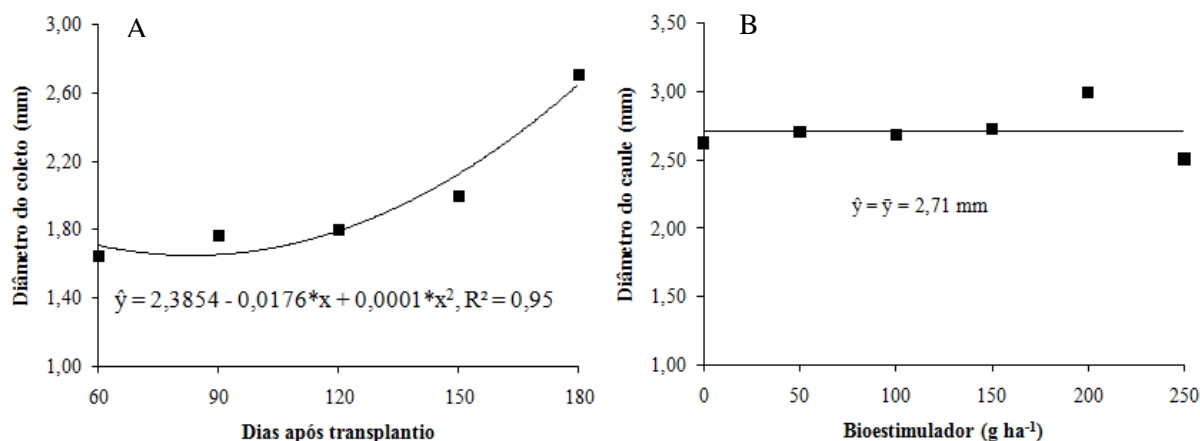 A
Diâmetro do coleto (mm)
3,00
2,60
2,20
1,80
1,40
1,00
ŷ = 2,3854 - 0,0176*x + 0,0001*x², R² = 0,95
60 90 120 150 180
Dias após transplantio
B
Diâmetro do caule (mm)
3,50
3,00
2,50
2,00
1,50
1,00
ŷ = ȳ = 2,71 mm
0 50 100 150 200 250
Bioestimulador (g ha⁻¹)